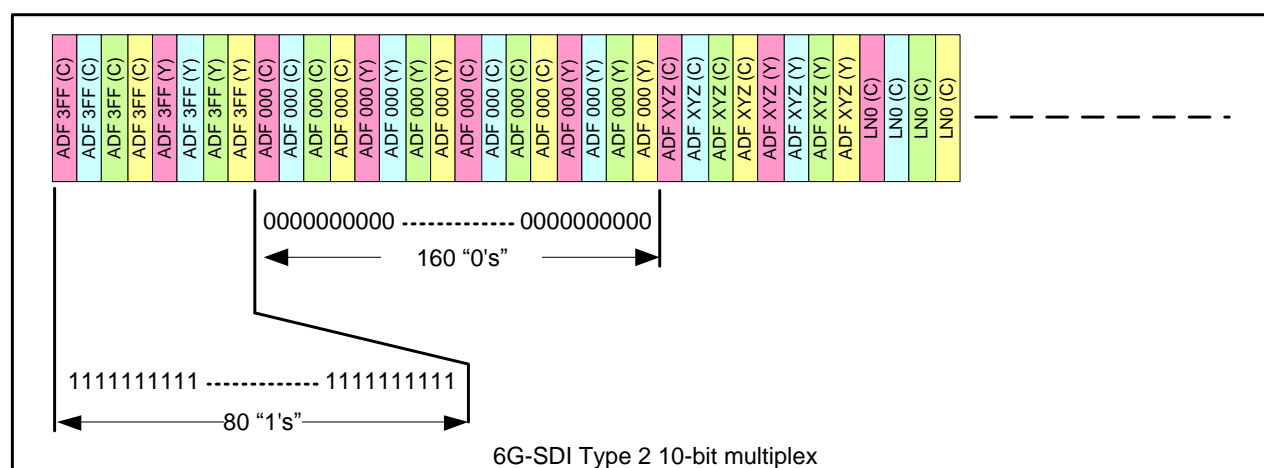 ADF 3FF (C)
ADF 3FF (C)
ADF 3FF (C)
ADF 3FF (C)
ADF 3FF (Y)
ADF 3FF (Y)
ADF 3FF (Y)
ADF 3FF (Y)
ADF 000 (C)
ADF 000 (C)
ADF 000 (C)
ADF 000 (C)
ADF 000 (Y)
ADF 000 (Y)
ADF 000 (Y)
ADF 000 (Y)
ADF 000 (C)
ADF 000 (C)
ADF 000 (C)
ADF 000 (C)
ADF 000 (Y)
ADF 000 (Y)
ADF 000 (Y)
ADF 000 (Y)
ADF XYZ (C)
ADF XYZ (C)
ADF XYZ (C)
ADF XYZ (C)
ADF XYZ (Y)
ADF XYZ (Y)
ADF XYZ (Y)
ADF XYZ (Y)
LN0 (C)
LN0 (C)
LN0 (C)
LN0 (C)
0000000000 ------------ 0000000000
160 “0's”
1111111111 ------------ 1111111111
80 “1's”
6G-SDI Type 2 10-bit multiplex